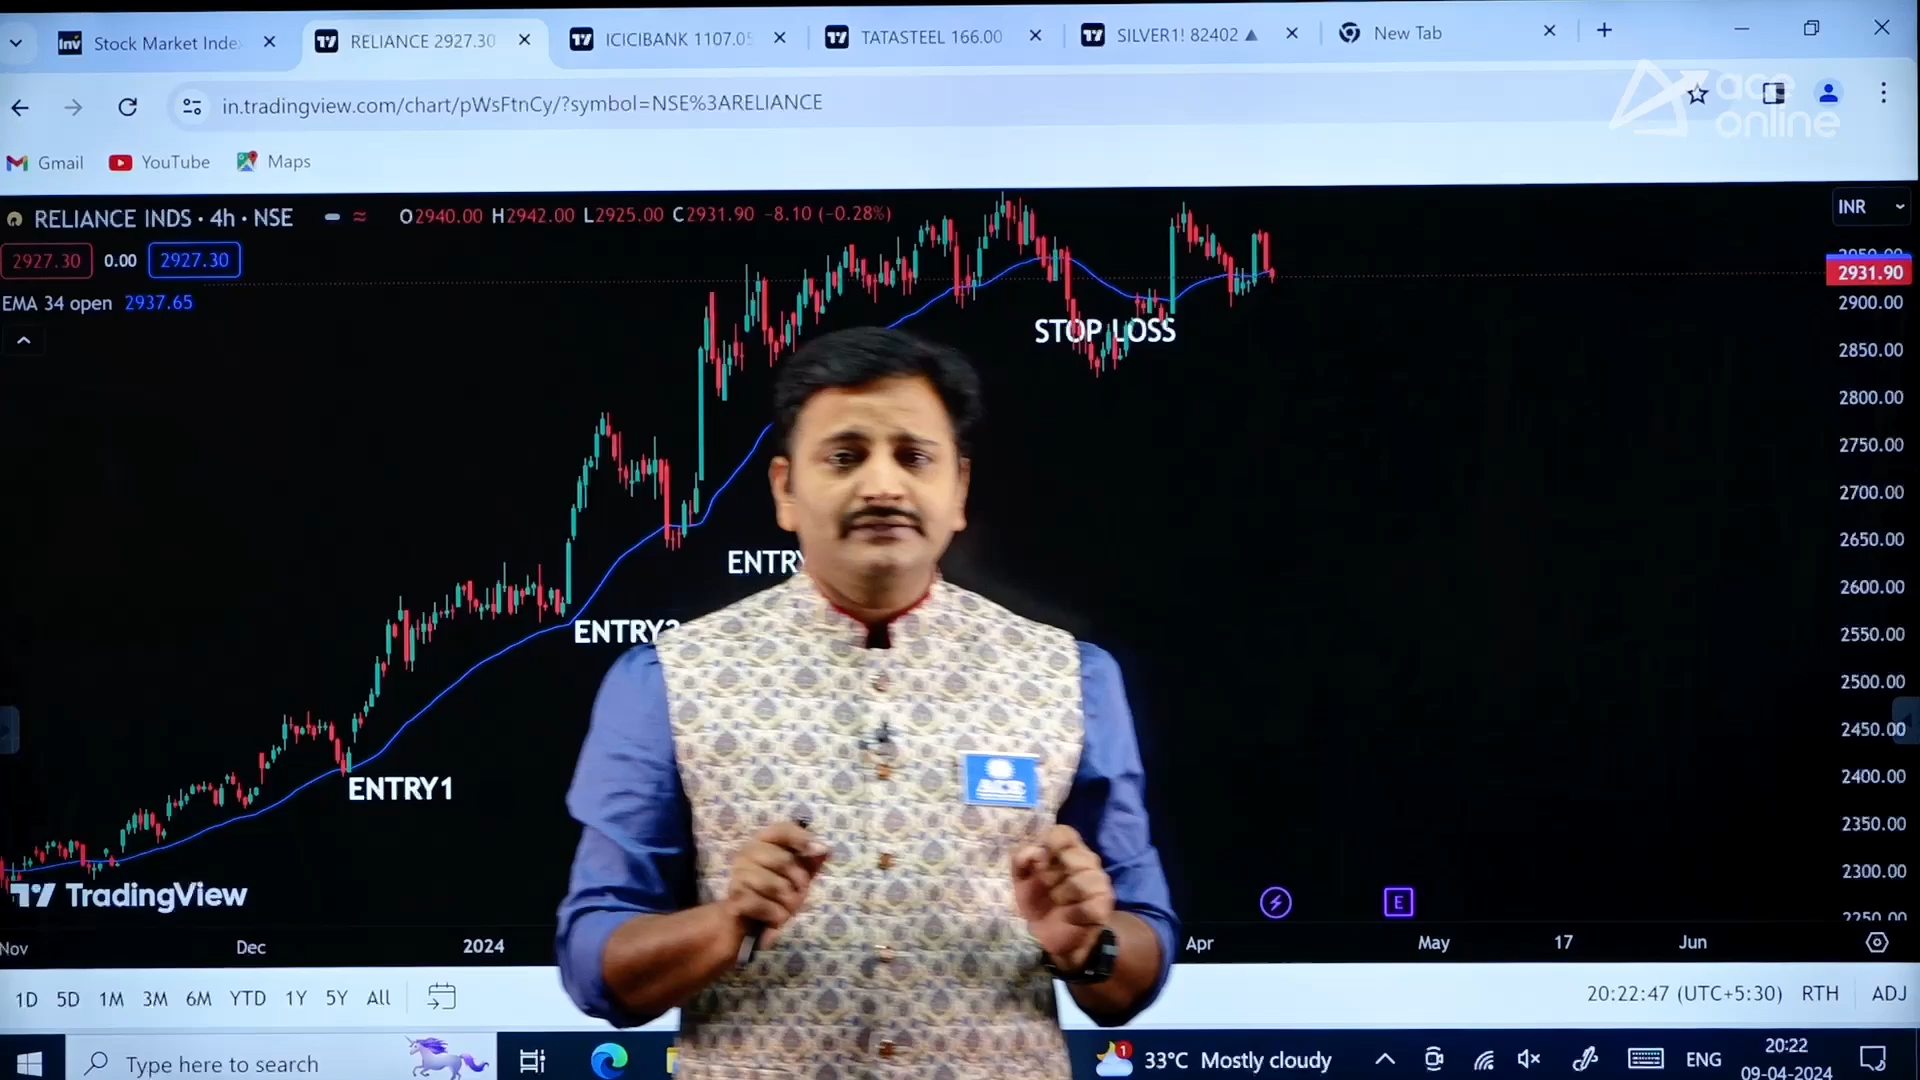 Stock Market Inde
RELIANCE 2927.30
ICICIBANK 1107.05
TATASTEEL 166.00
SILVER1! 82402 ▲
New Tab
in.tradingview.com/chart/pWsFtnCy/?symbol=NSE%3ARELIANCE
ace online
Gmail
YouTube
Maps
RELIANCE INDS · 4h · NSE
O2940.00 H2942.00 L2925.00 C2931.90 -8.10 (-0.28%)
INR
2927.30
0.00
2927.30
EMA 34 open 2937.65
2931.90
2900.00
2850.00
2800.00
2750.00
2700.00
2650.00
2600.00
2550.00
2500.00
2450.00
2400.00
2350.00
2300.00
STOP LOSS
ENTRY
ENTRY2
ENTRY1
ACE
TradingView
E
Nov
Dec
2024
Apr
May
17
Jun
1D 5D 1M 3M 6M YTD 1Y 5Y All
20:22:47 (UTC+5:30) RTH ADJ
Type here to search
1
33°C Mostly cloudy
ENG
20:22
09-04-2024